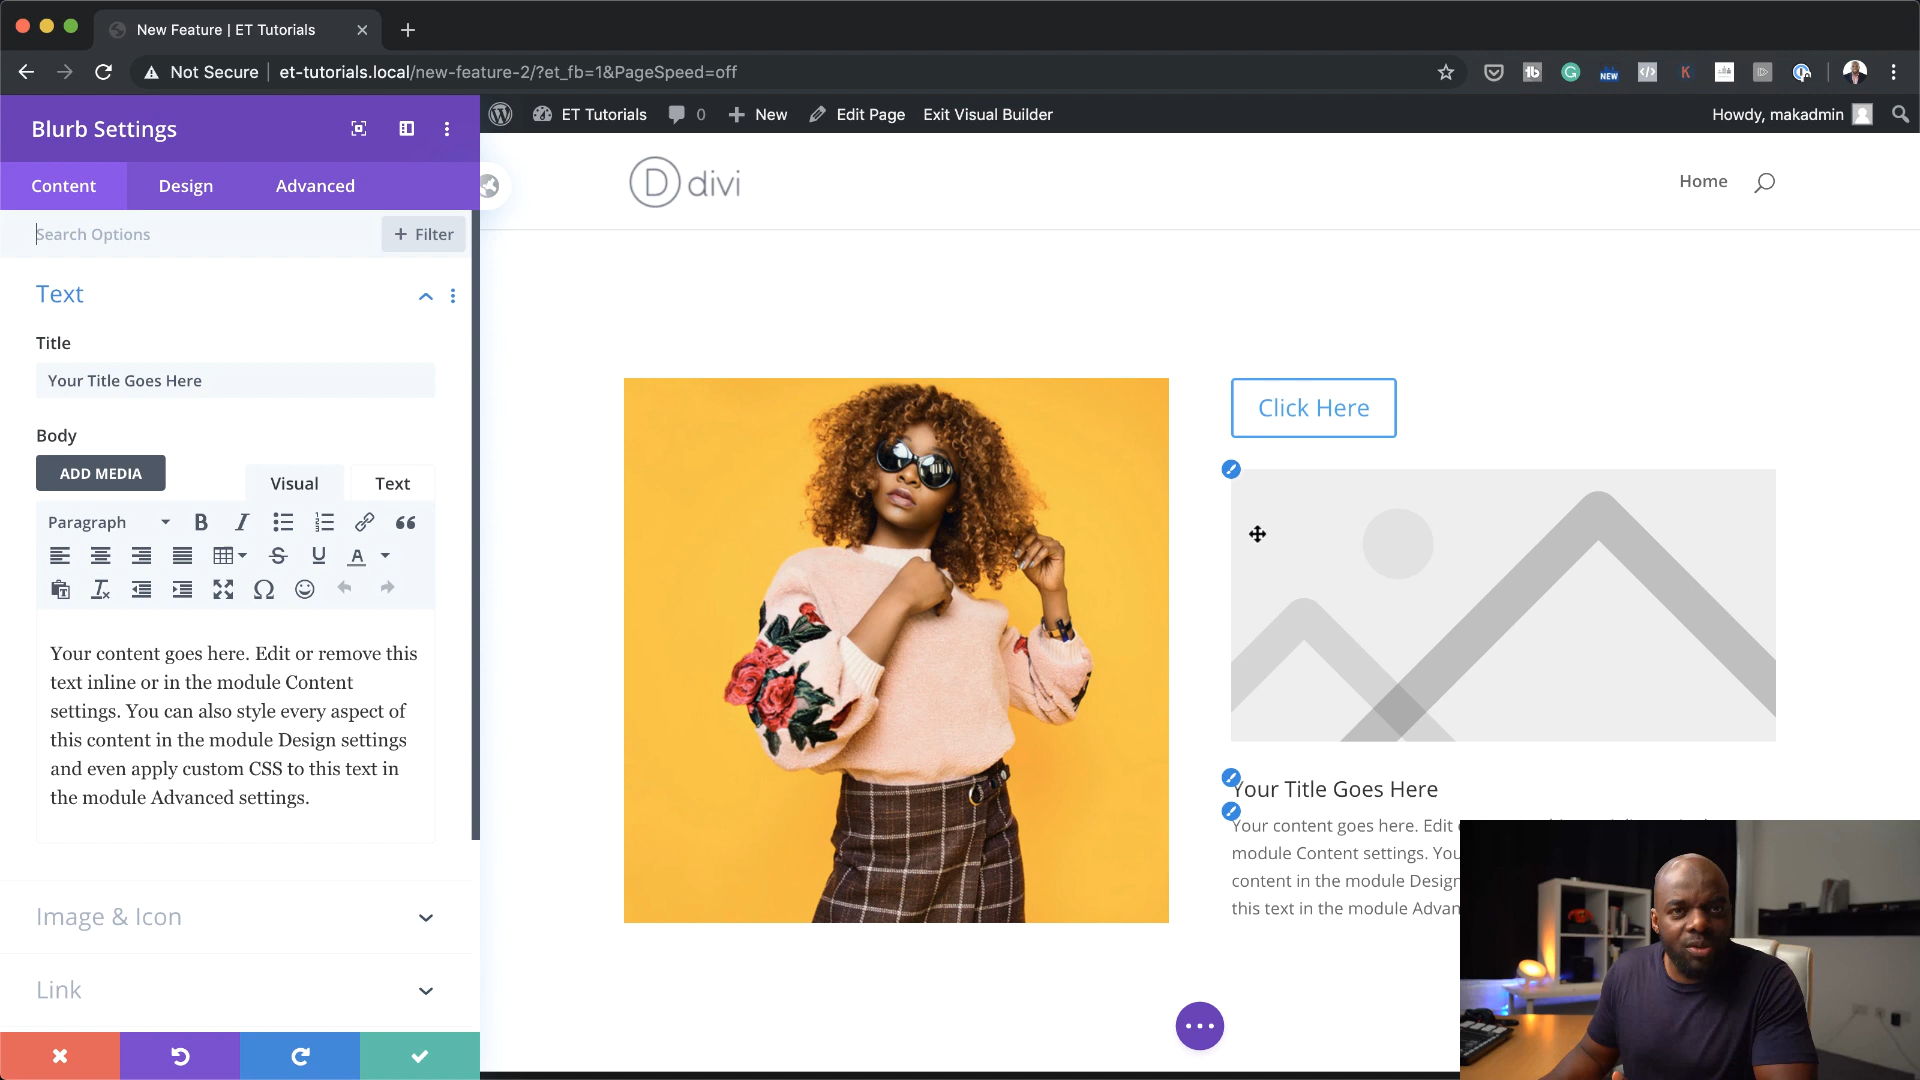 New Feature | ET Tutorials
Not Secure
et-tutorials.local/new-feature-2/?et_fb=1&PageSpeed=off
NEW
ET Tutorials
0
New
Edit Page
Exit Visual Builder
Howdy, makadmin
Blurb Settings
Content
Design
Advanced
Search Options
+ Filter
Text
Title
Your Title Goes Here
Body
ADD MEDIA
Visual
Text
Paragraph
Your content goes here. Edit or remove this
text inline or in the module Content
settings. You can also style every aspect of
this content in the module Design settings
and even apply custom CSS to this text in
the module Advanced settings.
Image & Icon
Link
divi
Home
Click Here
Your Title Goes Here
Your content goes here. Edit
module Content settings. You
content in the module Design
this text in the module Advan